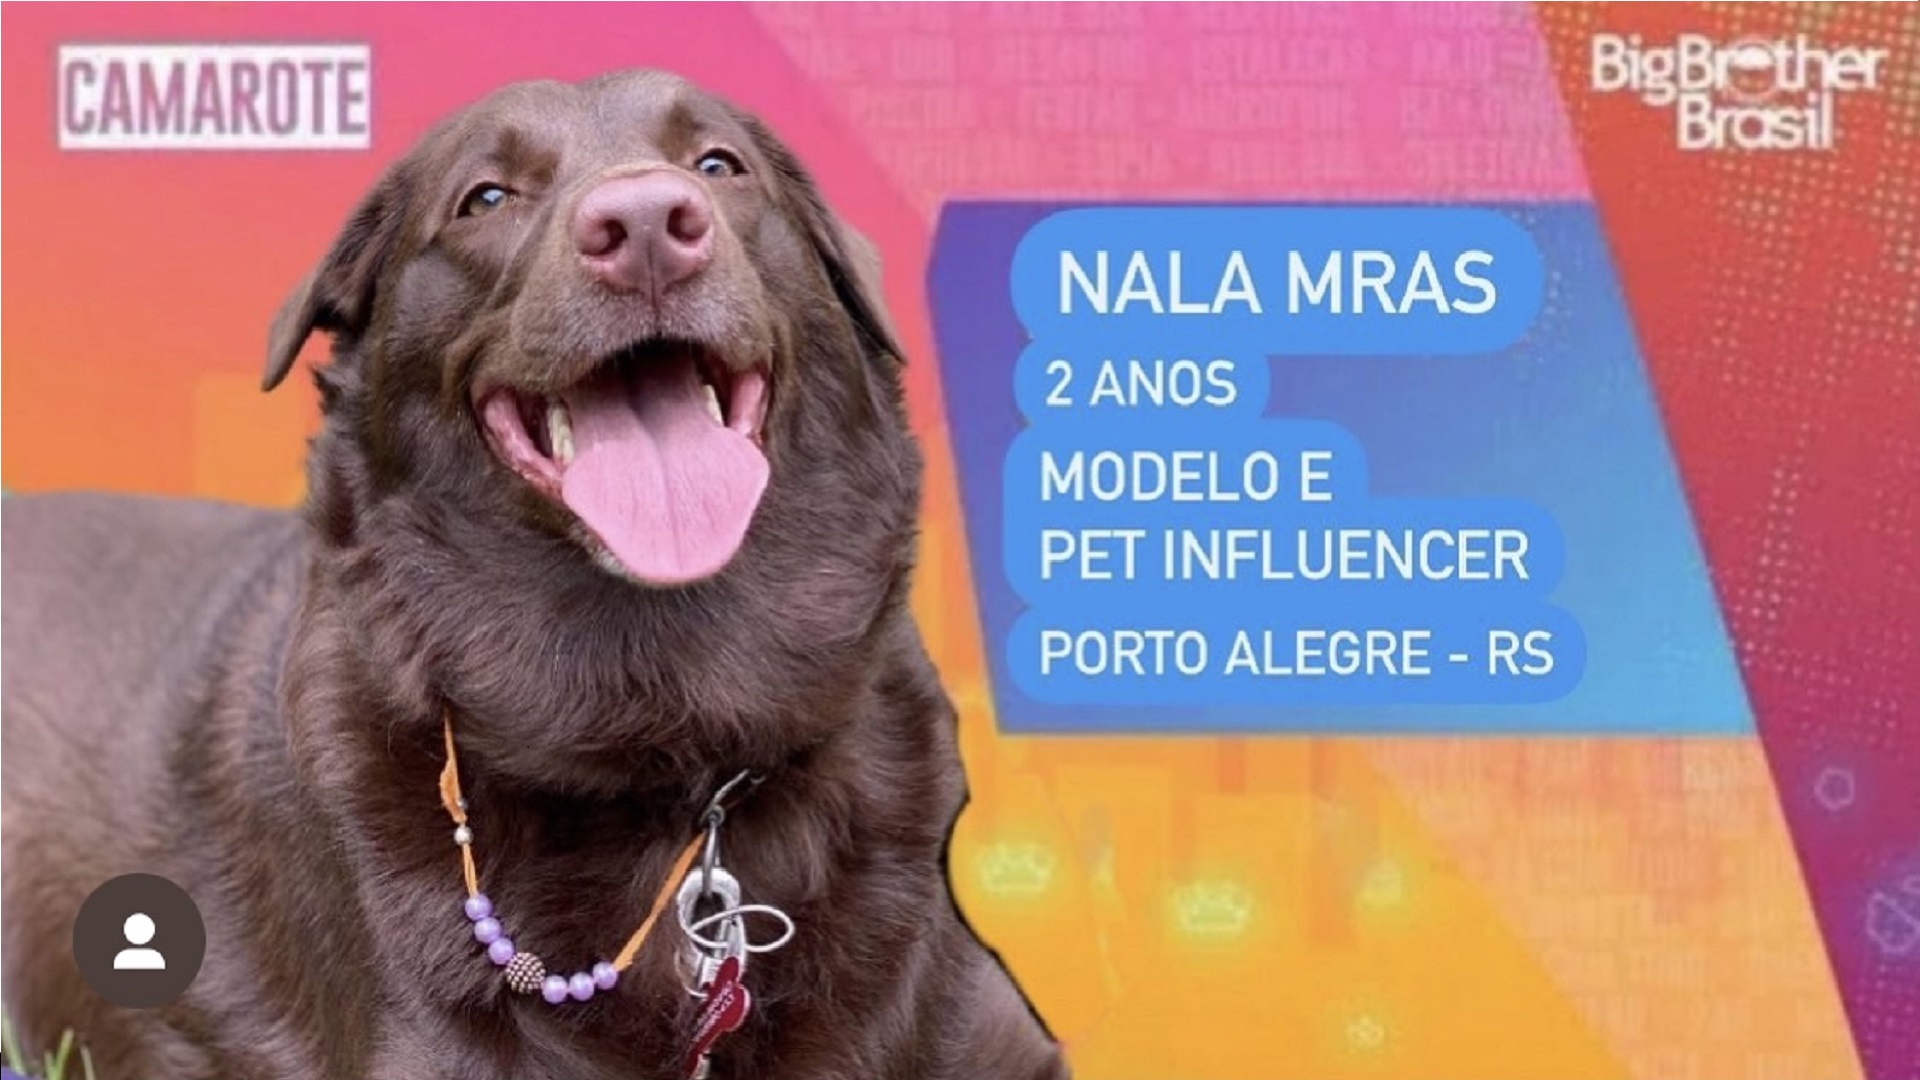 CAMAROTE
BigBrother
Brasil
NALA MRAS
2 ANOS
MODELO E
PET INFLUENCER
PORTO ALEGRE - RS